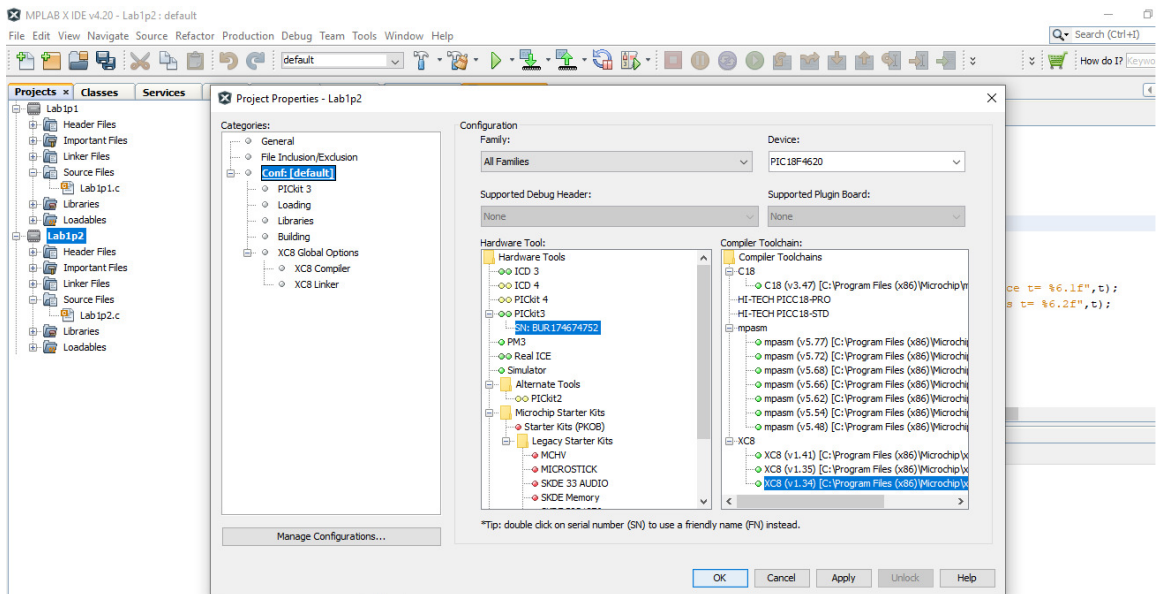 MPLAB X IDE v4.20 - Lab1p2 : default
File Edit View Navigate Source Refactor Production Debug Team Tools Window Help
Search (Ctrl+I)
default
How do I?
Projects × Classes Services
Lab1p1
Header Files
Important Files
Linker Files
Source Files
Lab1p1.c
Libraries
Loadables
Lab1p2
Header Files
Important Files
Linker Files
Source Files
Lab1p2.c
Libraries
Loadables
Project Properties - Lab1p2
Categories:
General
File Inclusion/Exclusion
Conf: [default]
PICkit 3
Loading
Libraries
Building
XC8 Global Options
XC8 Compiler
XC8 Linker
Manage Configurations...
Configuration
Family:
All Families
Device:
PIC18F4620
Supported Debug Header:
None
Supported Plugin Board:
None
Hardware Tool:
Hardware Tools
ICD 3
ICD 4
PICkit 4
PICkit3
SN: BUR174674752
PM3
Real ICE
Simulator
Alternate Tools
PICkit2
Microchip Starter Kits
Starter Kits (PKOB)
Legacy Starter Kits
MCHV
MICROSTICK
SKDE 33 AUDIO
SKDE Memory
Compiler Toolchain:
Compiler Toolchains
C18
C18 (v3.47) [C:\Program Files (x86)\Microchip\m
HI-TECH PICC18-PRO
HI-TECH PICC18-STD
mpasm
mpasm (v5.77) [C:\Program Files (x86)\Microchi
mpasm (v5.72) [C:\Program Files (x86)\Microchi
mpasm (v5.68) [C:\Program Files (x86)\Microchi
mpasm (v5.66) [C:\Program Files (x86)\Microchi
mpasm (v5.62) [C:\Program Files (x86)\Microchi
mpasm (v5.54) [C:\Program Files (x86)\Microchi
mpasm (v5.48) [C:\Program Files (x86)\Microchi
XC8
XC8 (v1.41) [C:\Program Files (x86)\Microchip\x
XC8 (v1.35) [C:\Program Files (x86)\Microchip\x
XC8 (v1.34) [C:\Program Files (x86)\Microchip\x
*Tip: double click on serial number (SN) to use a friendly name (FN) instead.
OK Cancel Apply Unlock Help
ce t= %6.1f",t);
s t= %6.2f",t);